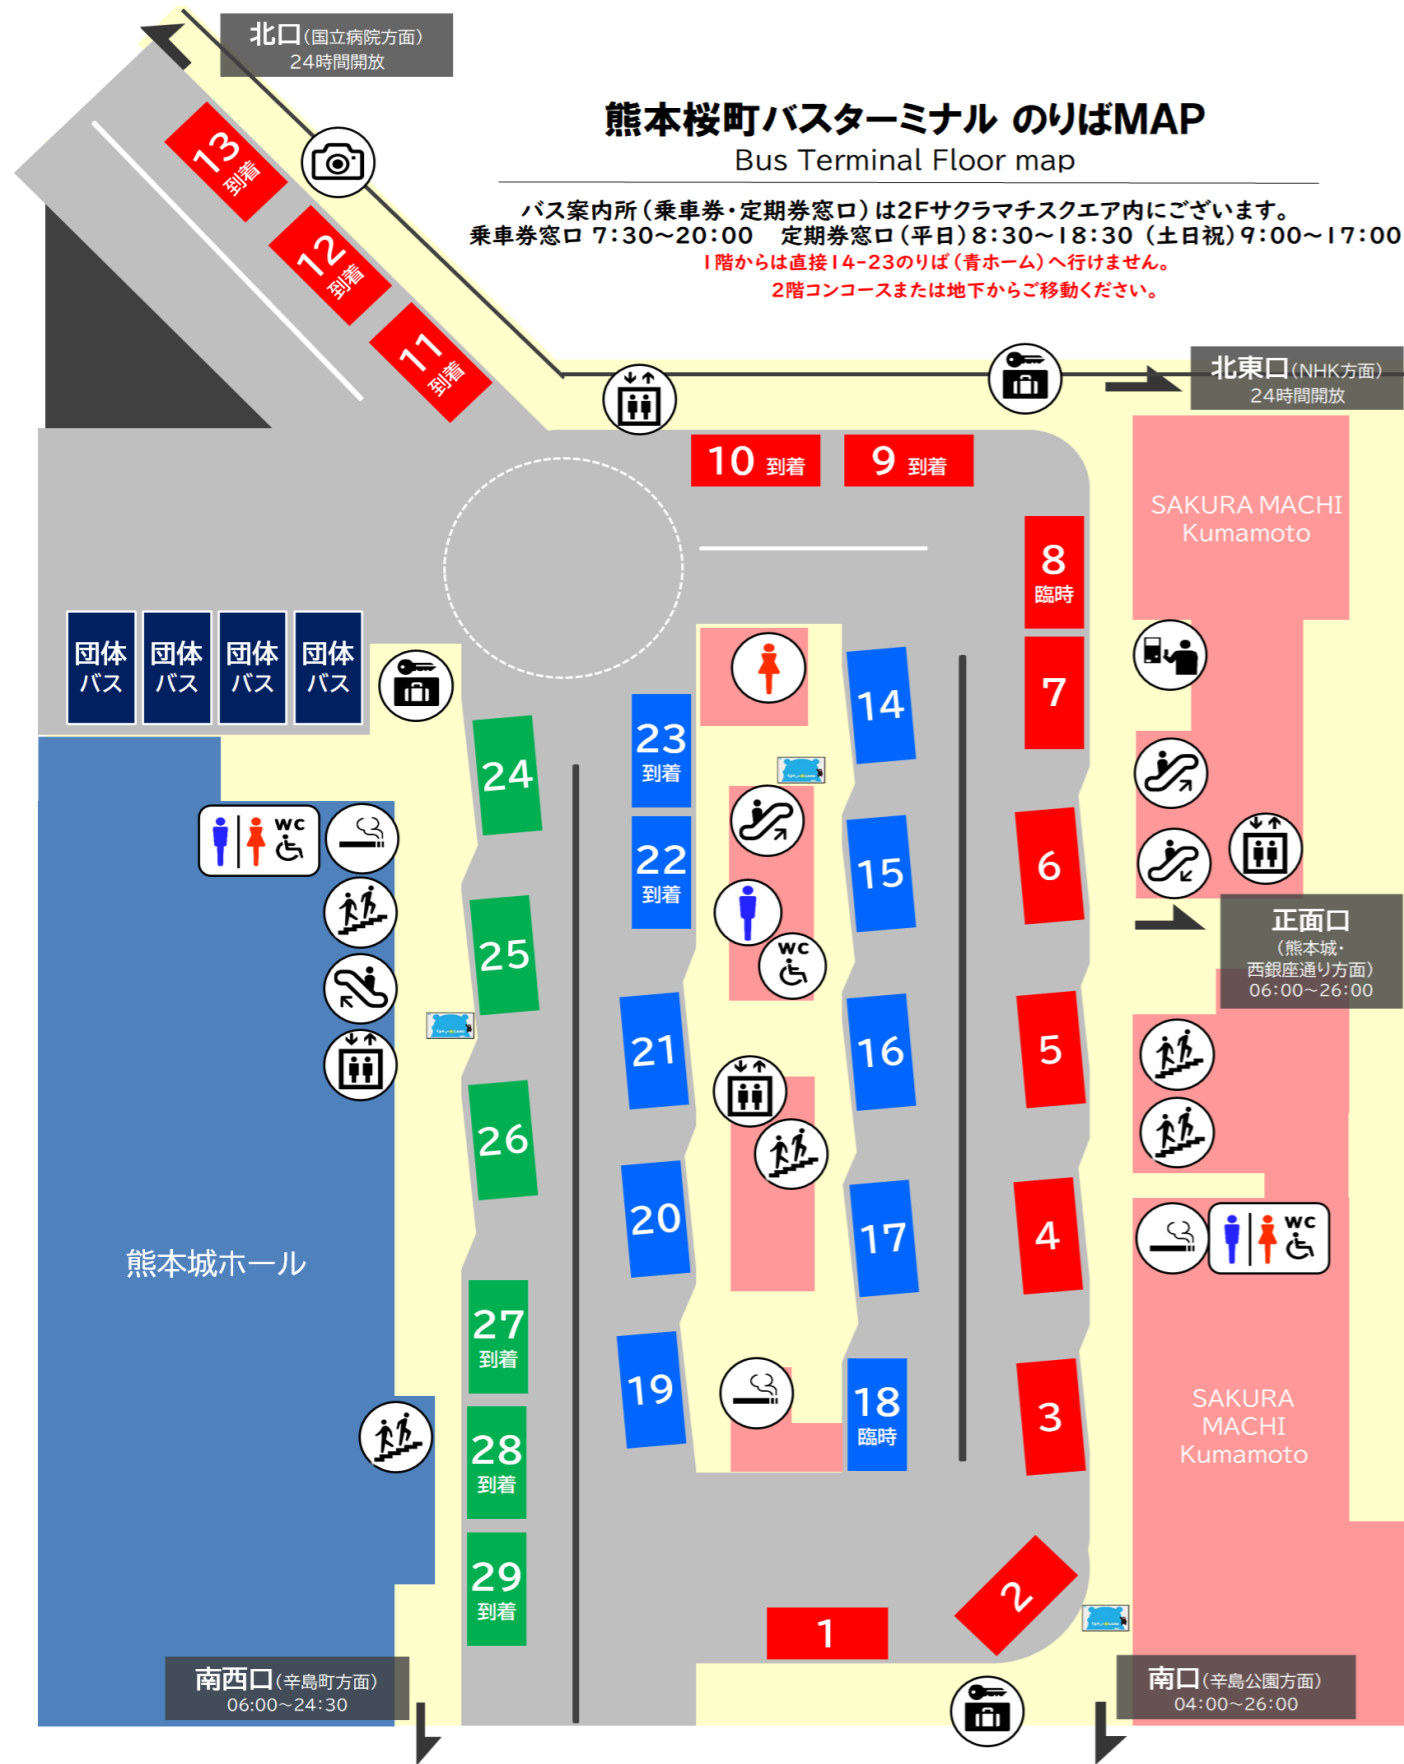 北口(国立病院方面)
24時間開放
熊本桜町バスターミナル のりばMAP
Bus Terminal Floor map
バス案内所(乗車券・定期券窓口)は2Fサクラマチスクエア内にございます。
乗車券窓口 7:30~20:00 定期券窓口(平日)8:30~18:30 (土日祝)9:00~17:00
1階からは直接14-23のりば(青ホーム)へ行けません。
2階コンコースまたは地下からご移動ください。
13
到着
12
到着
11
到着
北東口(NHK方面)
24時間開放
10 到着
9 到着
SAKURA MACHI
Kumamoto
8
臨時
7
団体
バス
団体
バス
団体
バス
団体
バス
14
23
到着
24
22
到着
15
6
WC
正面口
(熊本城・
西銀座通り方面)
06:00~26:00
25
WC
21
16
5
26
20
17
4
WC
熊本城ホール
27
到着
19
18
臨時
3
SAKURA
MACHI
Kumamoto
28
到着
29
到着
2
1
南西口(辛島町方面)
06:00~24:30
南口(辛島公園方面)
04:00~26:00